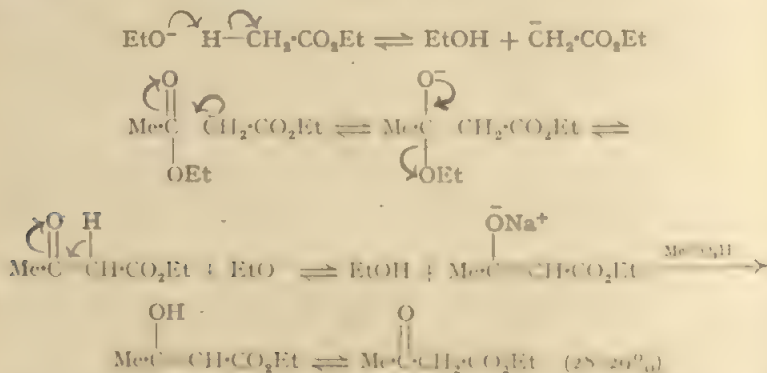 EtO⁻ H—CH₂·CO₂Et ⇌ EtOH + C̄H₂·CO₂Et
O O⁻
Me·C CH₂·CO₂Et ⇌ Me·C CH₂·CO₂Et ⇌
OEt OEt
O H ŌNa⁺
Me·C CH·CO₂Et + EtO ⇌ EtOH + Me·C CH·CO₂Et
OH O
Me·C CH·CO₂Et ⇌ Me·C·CH₂·CO₂Et